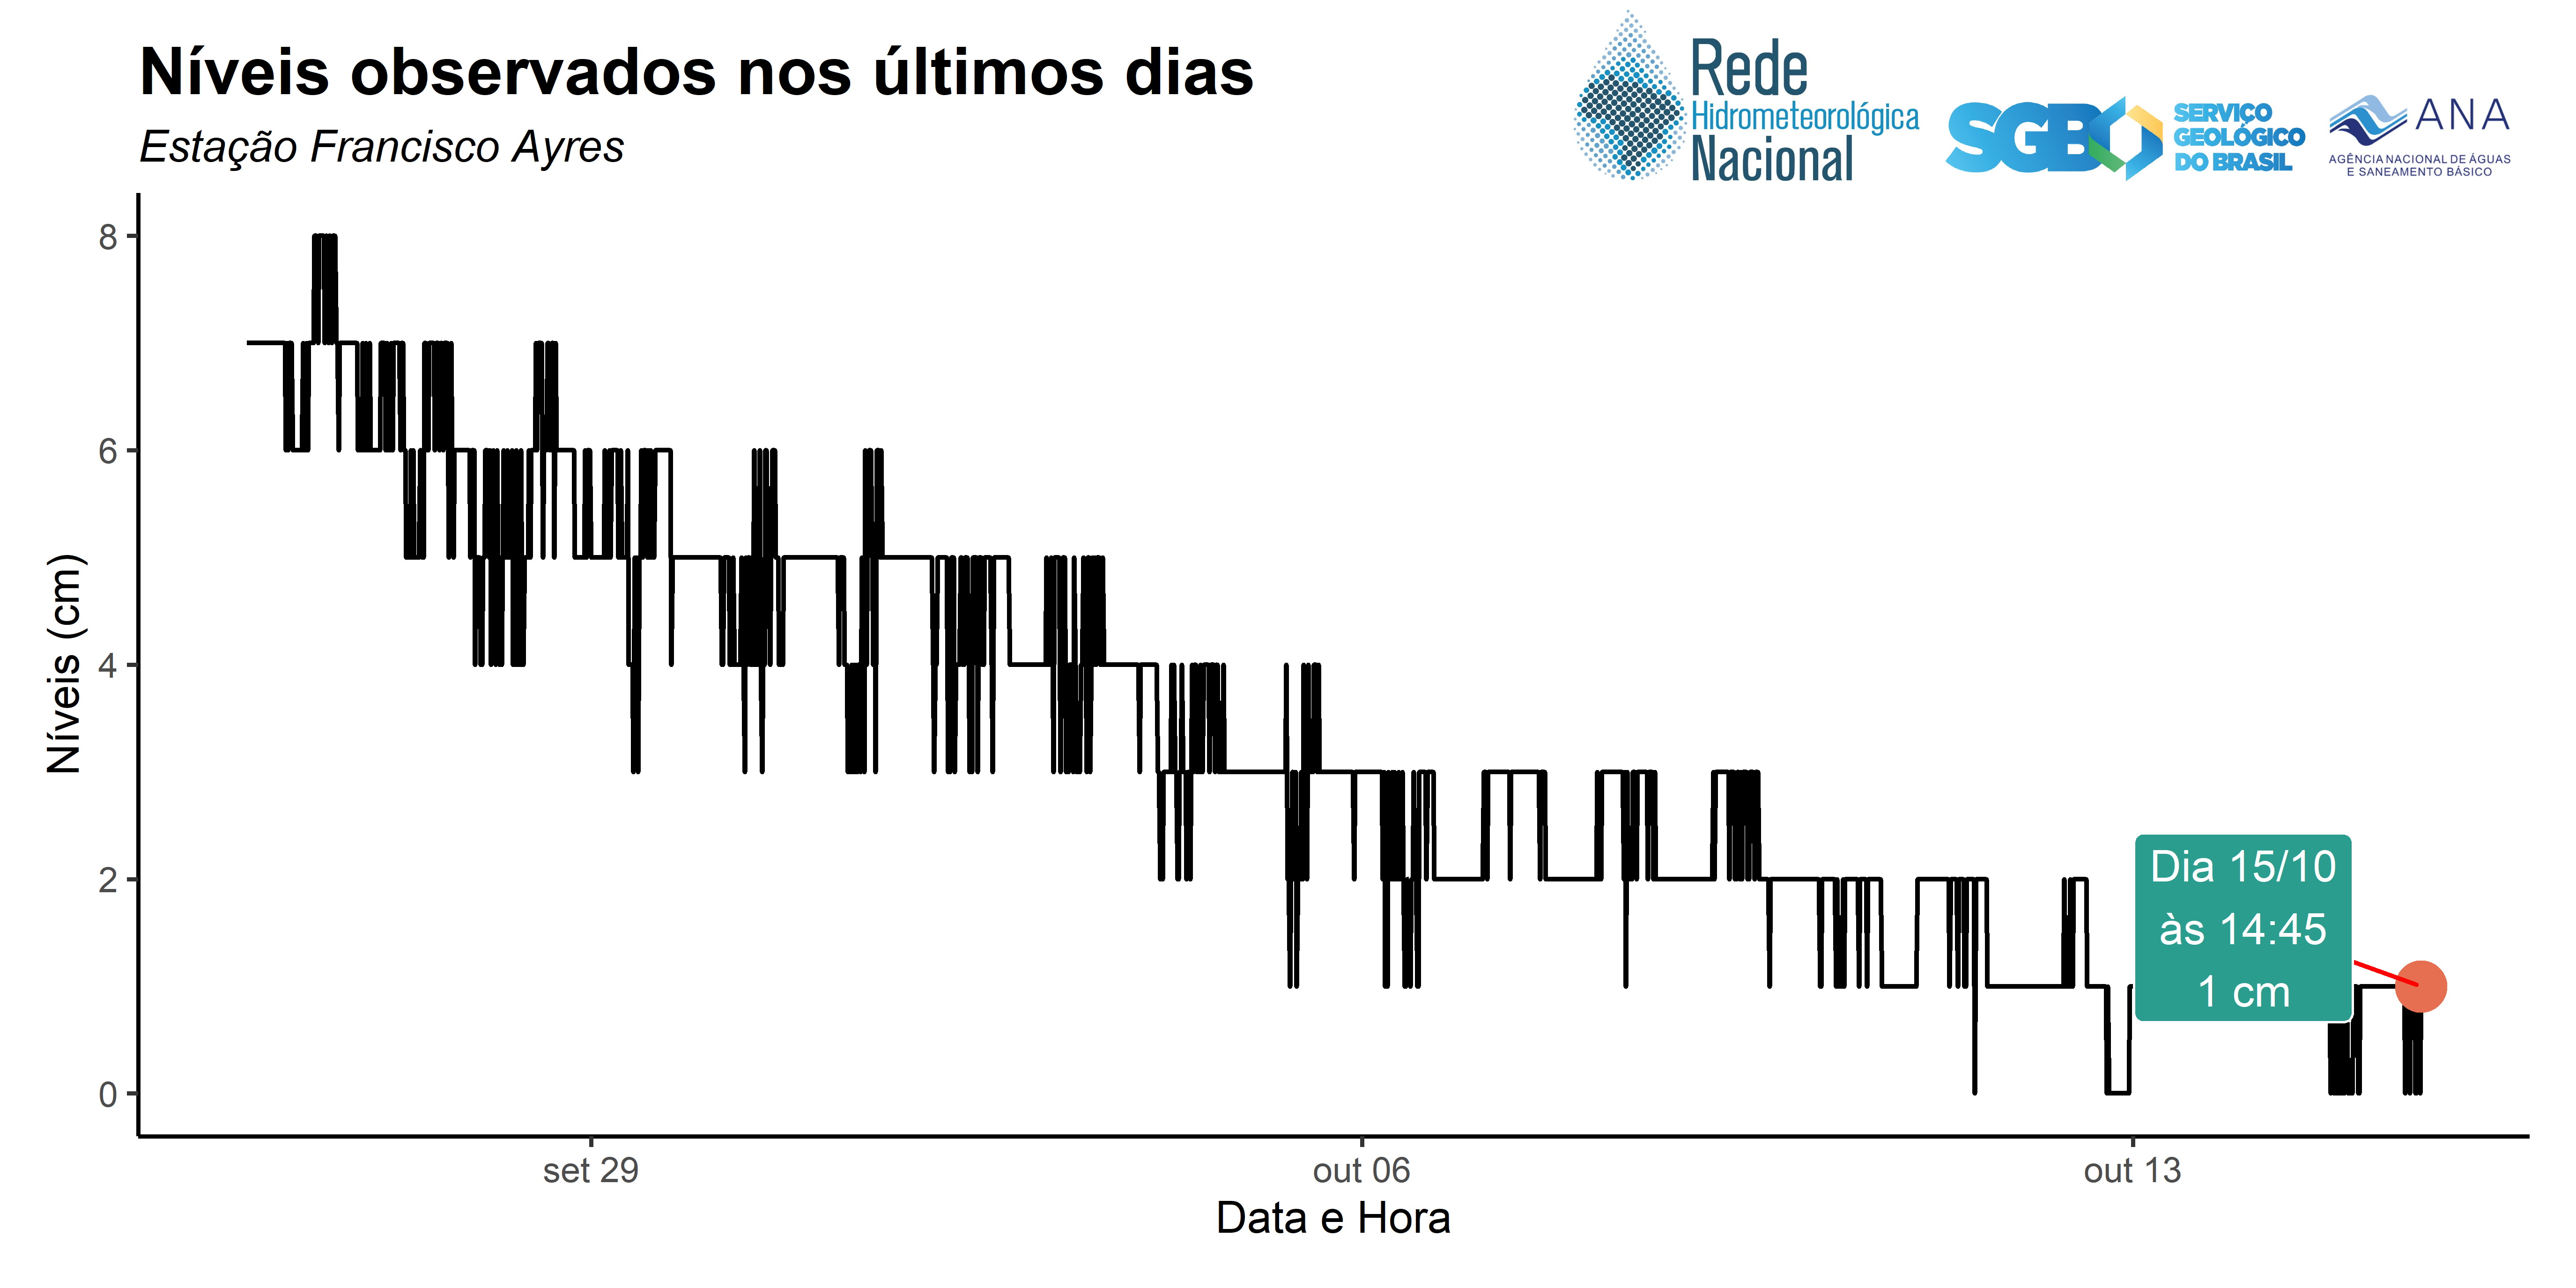 Níveis observados nos últimos dias
Estação Francisco Ayres
Rede
Hidrometeorológica
Nacional
SGB
SERVIÇO
GEOLÓGICO
DO BRASIL
ANA
AGÊNCIA NACIONAL DE ÁGUAS
E SANEAMENTO BÁSICO
Níveis (cm)
8
6
4
2
0
Dia 15/10
às 14:45
1 cm
set 29
out 06
out 13
Data e Hora